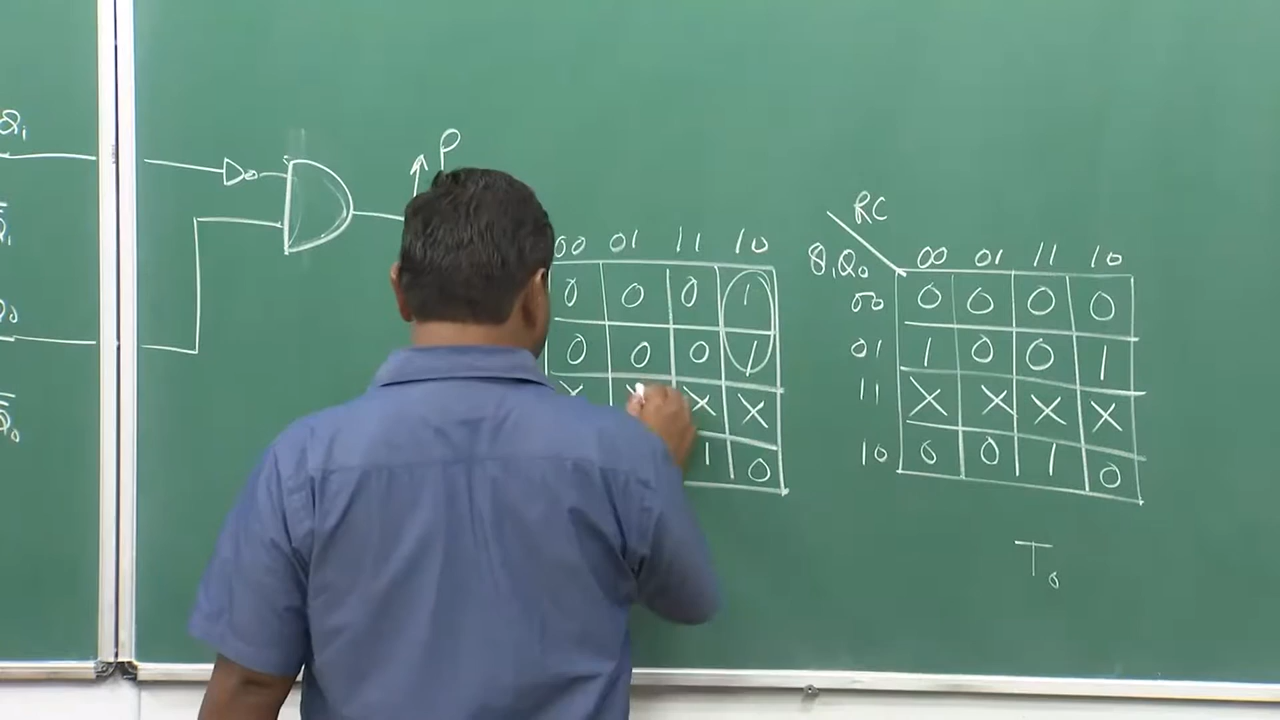 Q₁
Q̄₁
Q̄₀
P
00 01 11 10
0 0 0 1
0 0 0 1
X X X X
1 0
RC
Q₁Q₀ 00 01 11 10
00 0 0 0 0
01 1 0 0 1
11 X X X X
10 0 0 1 0
T₀